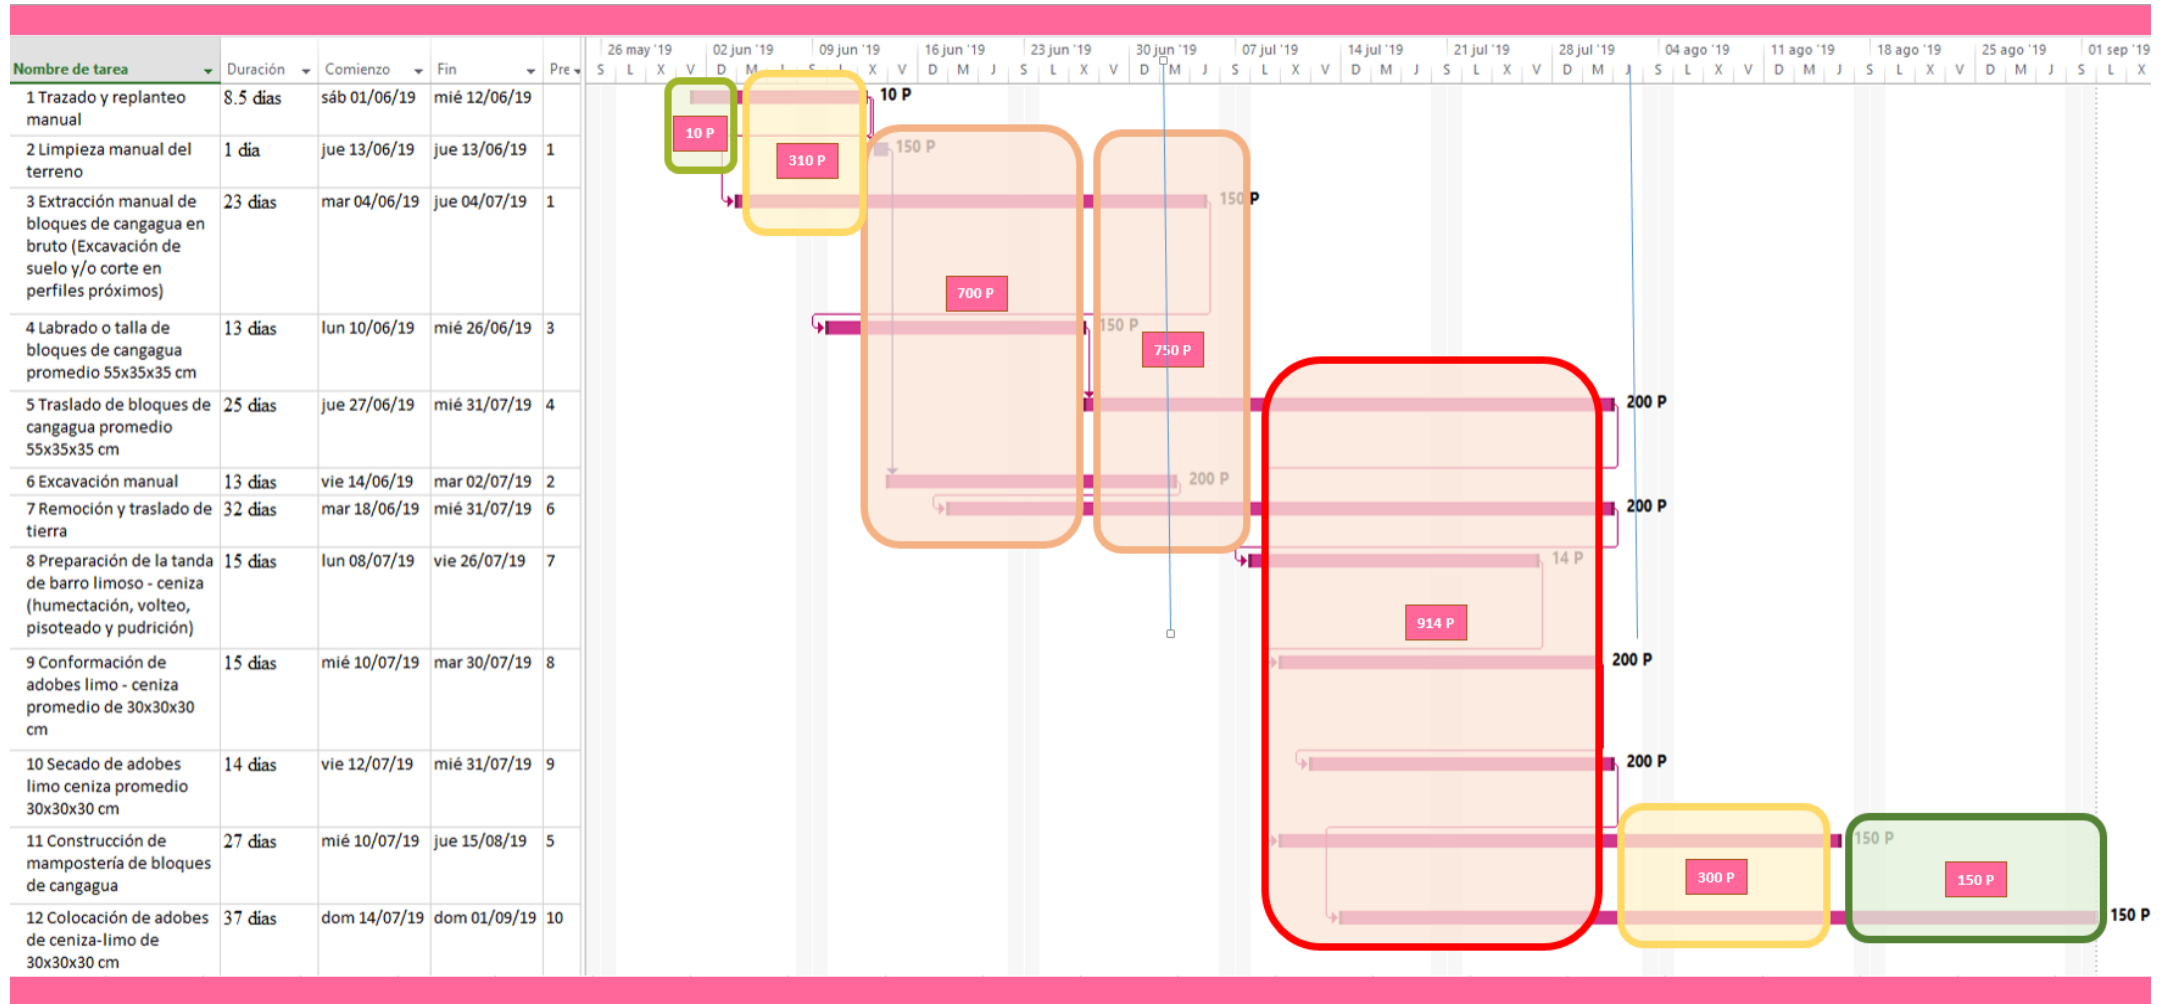 26 may '19 02 jun '19 09 jun '19 16 jun '19 23 jun '19 30 jun '19 07 jul '19 14 jul '19 21 jul '19 28 jul '19 04 ago '19 11 ago '19 18 ago '19 25 ago '19 01 sep '19
Nombre de tarea Duración Comienzo Fin Pre
S L X V D M J S L X V D M J S L X V D M J S L X V D M J S L X V D M J S L X V D M J S L X V D M J S L X
1 Trazado y replanteo
manual
8.5 dias sáb 01/06/19 mié 12/06/19
10 P
10 P
2 Limpieza manual del
terreno
1 dia jue 13/06/19 jue 13/06/19 1
150 P
310 P
3 Extracción manual de
bloques de cangagua en
bruto (Excavación de
suelo y/o corte en
perfiles próximos)
23 dias mar 04/06/19 jue 04/07/19 1
150 P
700 P
4 Labrado o talla de
bloques de cangagua
promedio 55x35x35 cm
13 dias lun 10/06/19 mié 26/06/19 3
150 P
750 P
5 Traslado de bloques de
cangagua promedio
55x35x35 cm
25 dias jue 27/06/19 mié 31/07/19 4
200 P
6 Excavación manual
13 dias vie 14/06/19 mar 02/07/19 2
200 P
7 Remoción y traslado de
tierra
32 dias mar 18/06/19 mié 31/07/19 6
200 P
8 Preparación de la tanda
de barro limoso - ceniza
(humectación, volteo,
pisoteado y pudrición)
15 dias lun 08/07/19 vie 26/07/19 7
14 P
914 P
9 Conformación de
adobes limo - ceniza
promedio de 30x30x30
cm
15 dias mié 10/07/19 mar 30/07/19 8
200 P
10 Secado de adobes
limo ceniza promedio
30x30x30 cm
14 dias vie 12/07/19 mié 31/07/19 9
200 P
11 Construcción de
mampostería de bloques
de cangagua
27 dias mié 10/07/19 jue 15/08/19 5
150 P
300 P
150 P
12 Colocación de adobes
de ceniza-limo de
30x30x30 cm
37 dias dom 14/07/19 dom 01/09/19 10
150 P